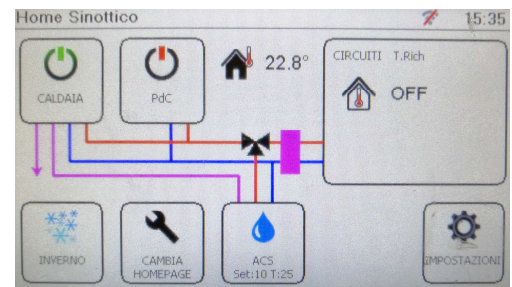 Home Sinottico
15:35
CALDAIA
PdC
22.8°
CIRCUITI T.Rich
OFF
INVERNO
CAMBIA
HOMEPAGE
ACS
Set:10 T:25
IMPOSTAZIONI